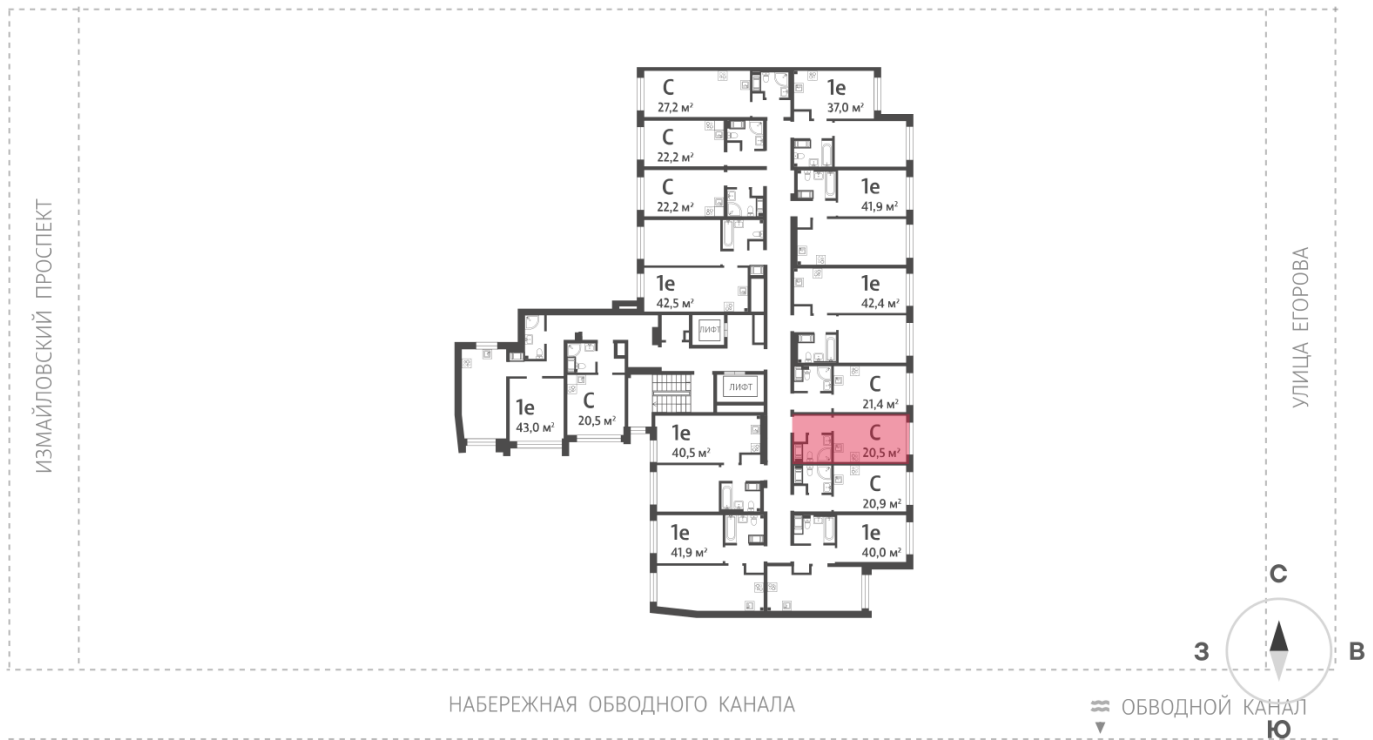 С
27,2 м²
1е
37,0 м²
С
22,2 м²
С
22,2 м²
1е
41,9 м²
1е
42,5 м²
1е
42,4 м²
ЛИФТ
ЛИФТ
С
21,4 м²
1е
43,0 м²
С
20,5 м²
1е
40,5 м²
С
20,5 м²
С
20,9 м²
1е
41,9 м²
1е
40,0 м²
ИЗМАЙЛОВСКИЙ ПРОСПЕКТ
УЛИЦА ЕГОРОВА
НАБЕРЕЖНАЯ ОБВОДНОГО КАНАЛА
ОБВОДНОЙ КАНАЛ
С
З
В
Ю